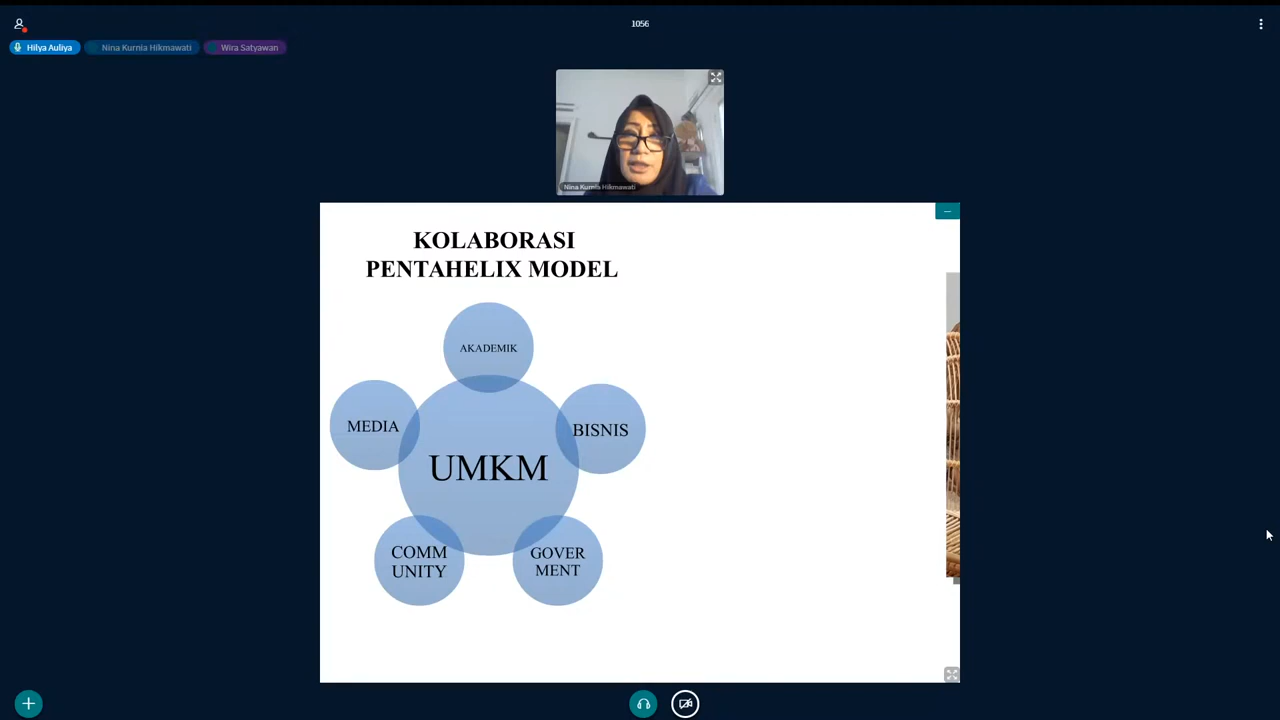 1056
Hilya Auliya
Nina Kurnia Hikmawati
Wira Satyawan
Nina Kurnia Hikmawati
KOLABORASI
PENTAHELIX MODEL
AKADEMIK
MEDIA
BISNIS
UMKM
COMM
UNITY
GOVER
MENT